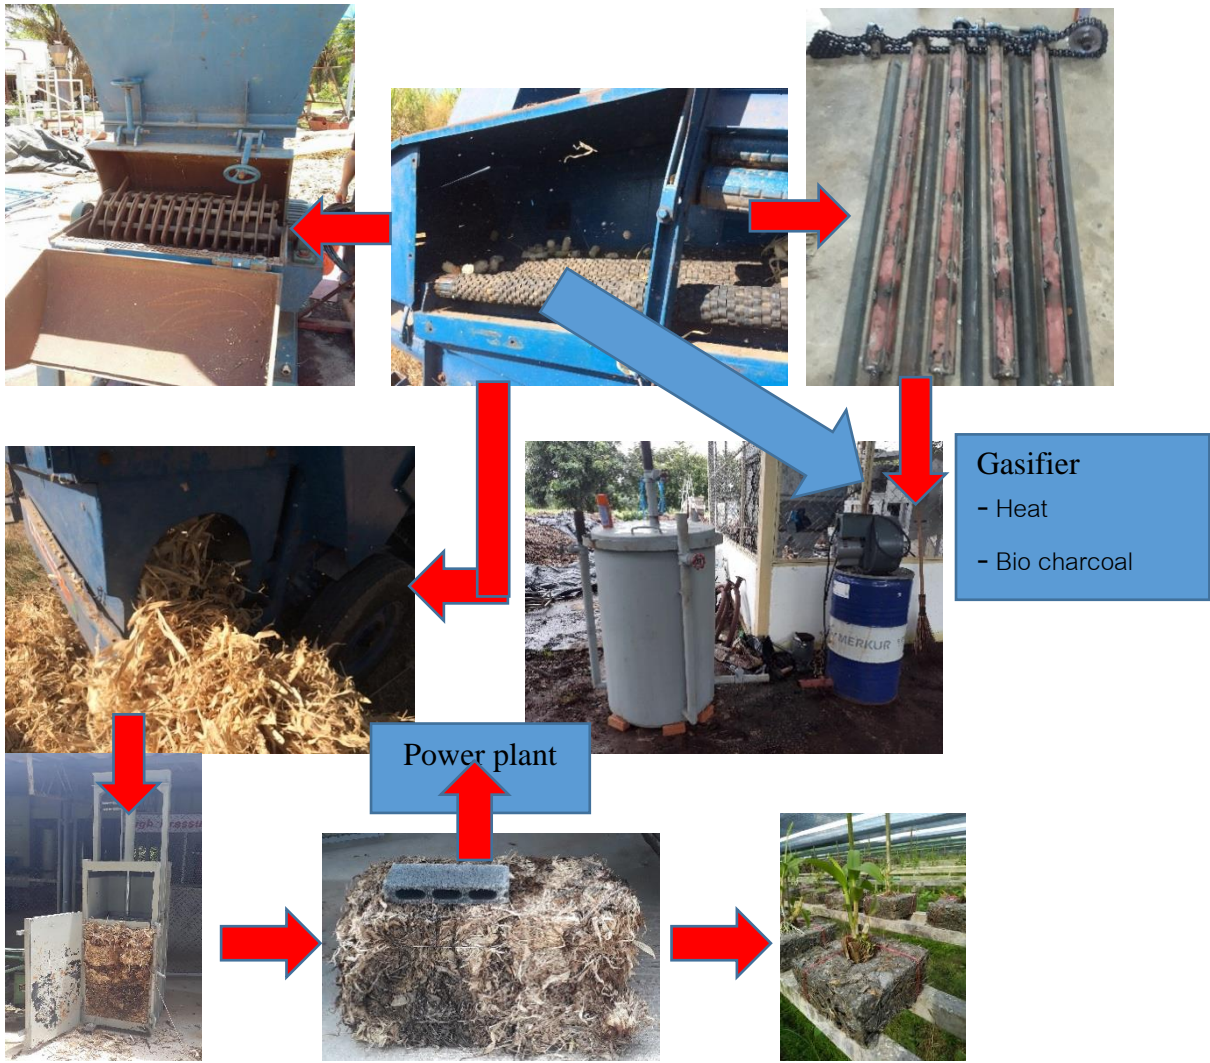 Gasifier
- Heat
- Bio charcoal
MERKUR
Power plant